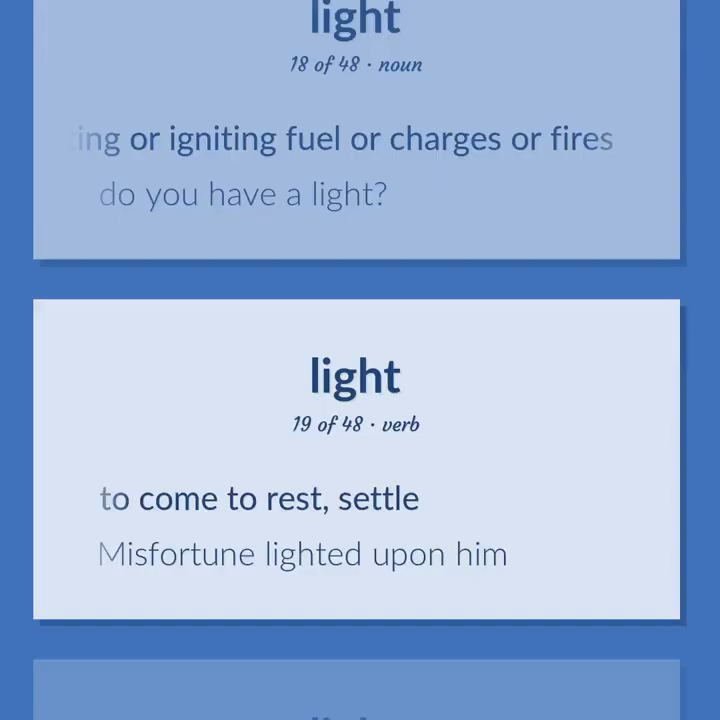 light
18 of 48 · noun
or igniting fuel or charges or fires
do you have a light?
light
19 of 48 · verb
to come to rest, settle
Misfortune lighted upon him